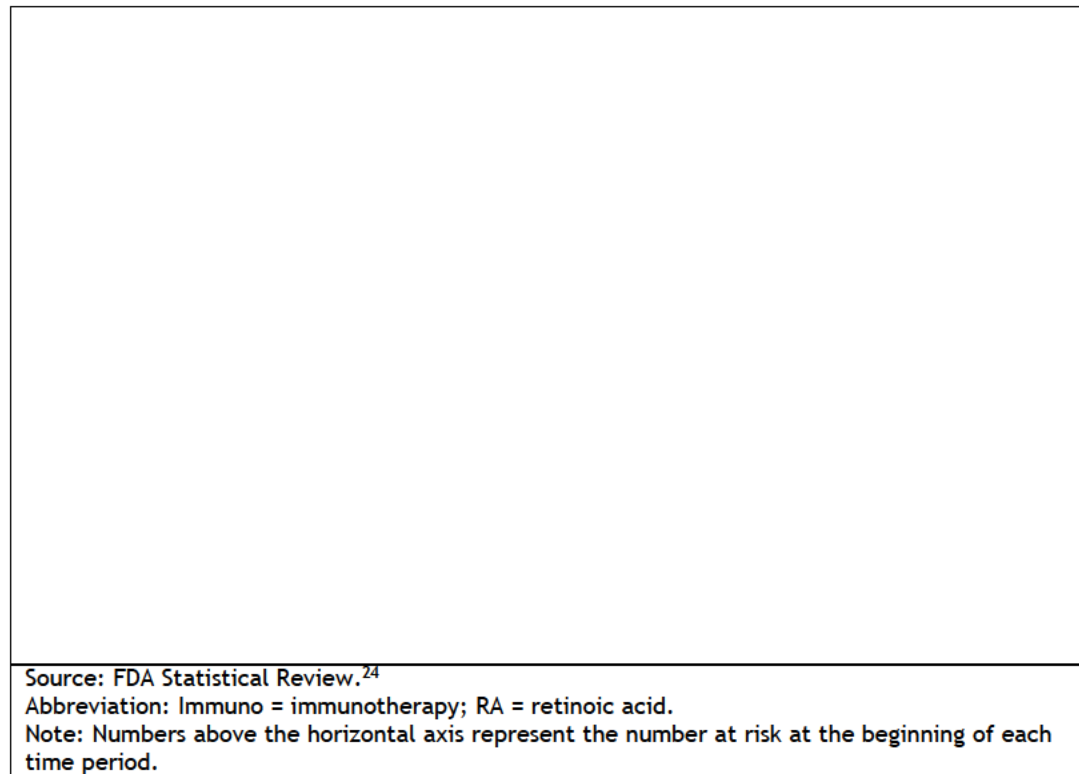 Source: FDA Statistical Review.24
Abbreviation: Immuno = immunotherapy; RA = retinoic acid.
Note: Numbers above the horizontal axis represent the number at risk at the beginning of each
time period.